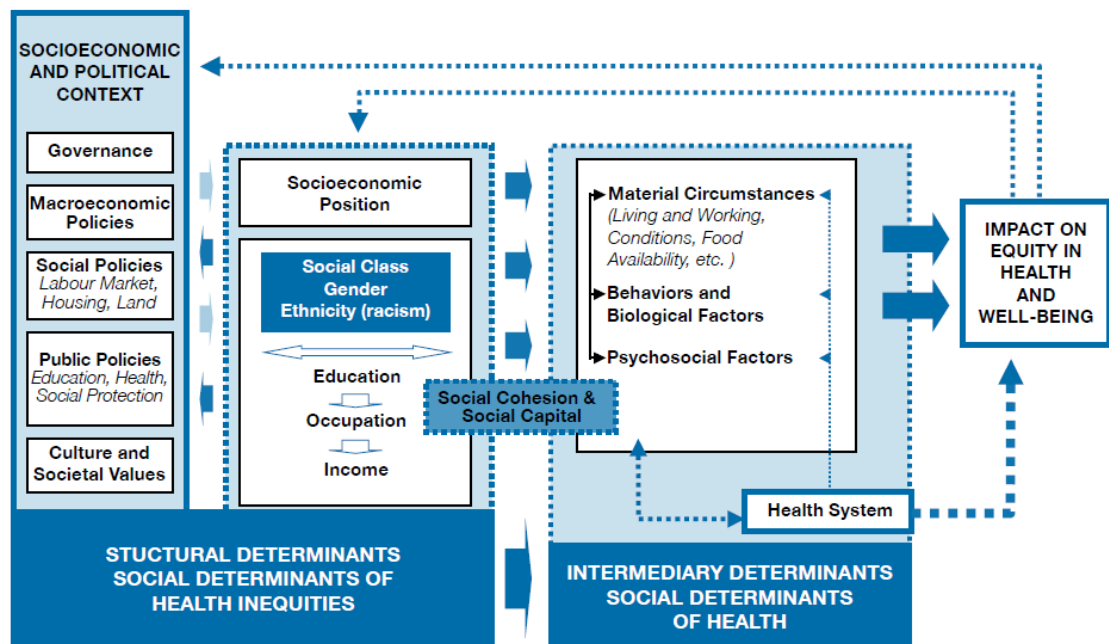 SOCIOECONOMIC
AND POLITICAL
CONTEXT
Governance
Macroeconomic
Policies
Social Policies
Labour Market,
Housing, Land
Public Policies
Education, Health,
Social Protection
Culture and
Societal Values
Socioeconomic
Position
Social Class
Gender
Ethnicity (racism)
Education
Occupation
Income
Social Cohesion &
Social Capital
Material Circumstances
(Living and Working,
Conditions, Food
Availability, etc. )
Behaviors and
Biological Factors
Psychosocial Factors
Health System
IMPACT ON
EQUITY IN
HEALTH
AND
WELL-BEING
STUCTURAL DETERMINANTS
SOCIAL DETERMINANTS OF
HEALTH INEQUITIES
INTERMEDIARY DETERMINANTS
SOCIAL DETERMINANTS
OF HEALTH